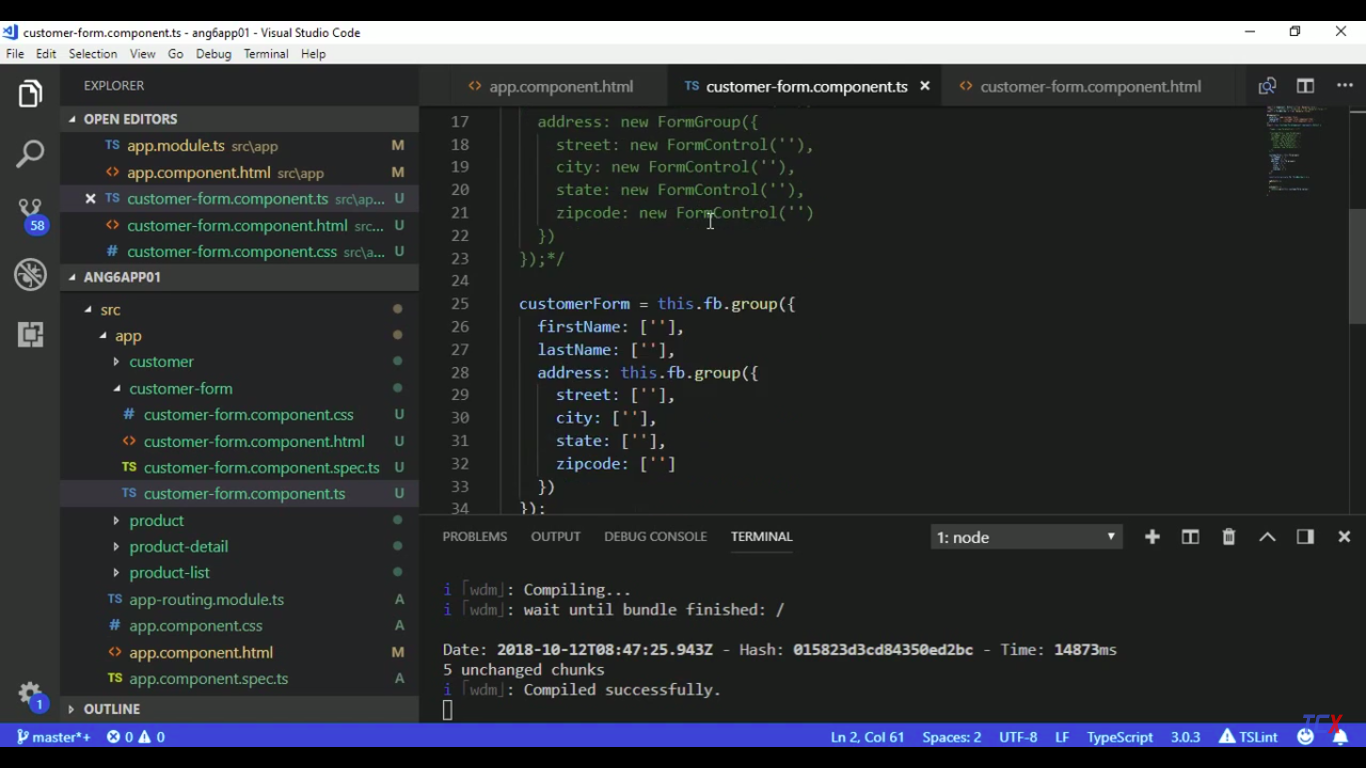 customer-form.component.ts - ang6app01 - Visual Studio Code
File Edit Selection View Go Debug Terminal Help
EXPLORER
OPEN EDITORS
TS app.module.ts src\app M
<> app.component.html src\app M
TS customer-form.component.ts src\ap... U
<> customer-form.component.html src... U
# customer-form.component.css src\a... U
ANG6APP01
src
app
customer
customer-form
# customer-form.component.css U
<> customer-form.component.html U
TS customer-form.component.spec.ts U
TS customer-form.component.ts U
product
product-detail
product-list
TS app-routing.module.ts A
# app.component.css A
<> app.component.html M
TS app.component.spec.ts A
OUTLINE
58
1
<> app.component.html TS customer-form.component.ts <> customer-form.component.html
17 address: new FormGroup({
18 street: new FormControl(''),
19 city: new FormControl(''),
20 state: new FormControl(''),
21 zipcode: new FormControl('')
22 })
23 });*/
24
25 customerForm = this.fb.group({
26 firstName: [''],
27 lastName: [''],
28 address: this.fb.group({
29 street: [''],
30 city: [''],
31 state: [''],
32 zipcode: ['']
33 })
34 });
PROBLEMS OUTPUT DEBUG CONSOLE TERMINAL 1: node
i ｢wdm｣: Compiling...
i ｢wdm｣: wait until bundle finished: /
Date: 2018-10-12T08:47:25.943Z - Hash: 015823d3cd84350ed2bc - Time: 14873ms
5 unchanged chunks
i ｢wdm｣: Compiled successfully.
master*+ 0 0 Ln 2, Col 61 Spaces: 2 UTF-8 LF TypeScript 3.0.3 TSLint